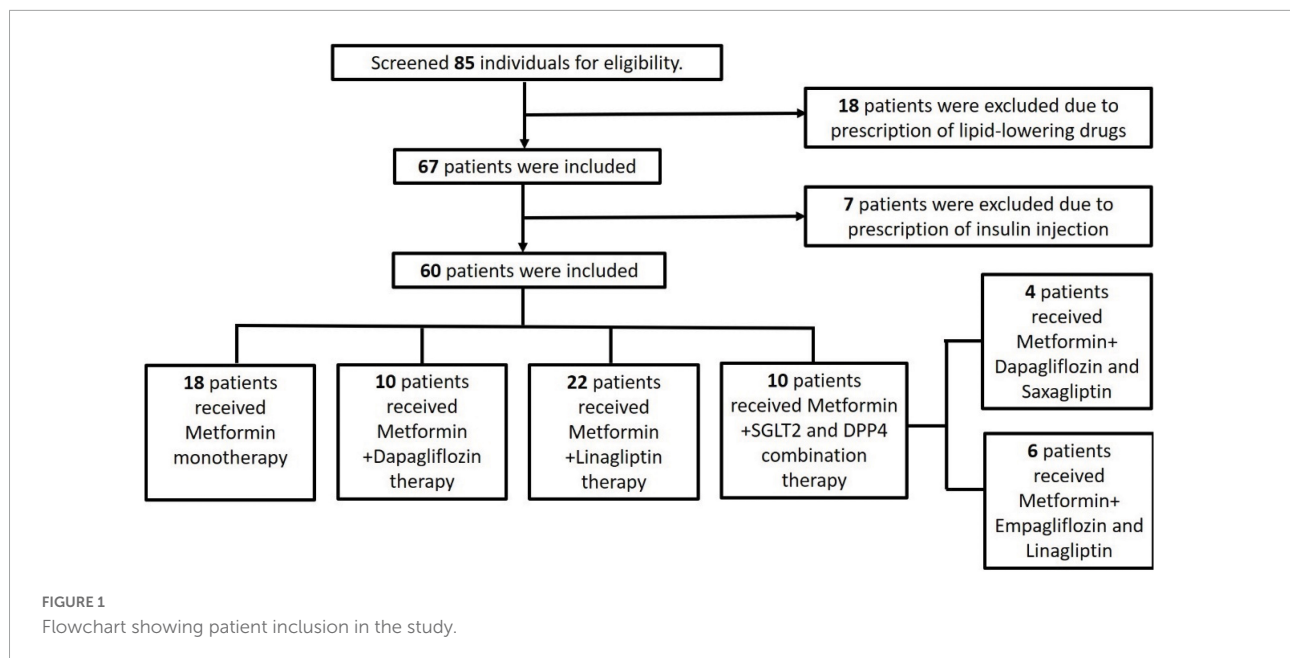 Screened 85 individuals for eligibility.
18 patients were excluded due to
prescription of lipid-lowering drugs
67 patients were included
7 patients were excluded due to
prescription of insulin injection
60 patients were included
18 patients
received
Metformin
monotherapy
10 patients
received
Metformin
+Dapagliflozin
therapy
22 patients
received
Metformin
+Linagliptin
therapy
10 patients
received Metformin
+SGLT2 and DPP4
combination
therapy
4 patients
received
Metformin+
Dapagliflozin and
Saxagliptin
6 patients
received
Metformin+
Empagliflozin and
Linagliptin
FIGURE 1
Flowchart showing patient inclusion in the study.